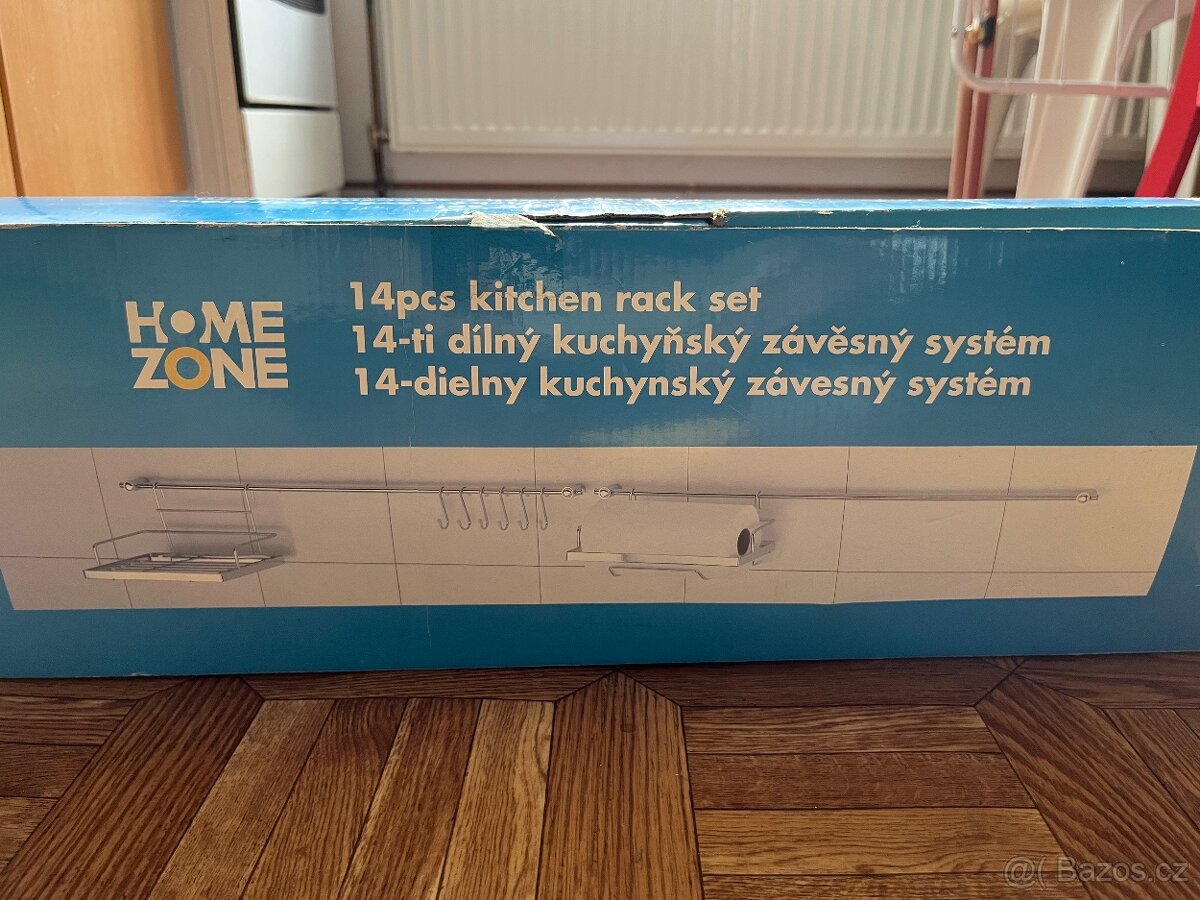 HOME
ZONE
14pcs kitchen rack set
14-ti dílný kuchyňský závěsný systém
14-dielny kuchynský závesný systém
@( Bazos.cz